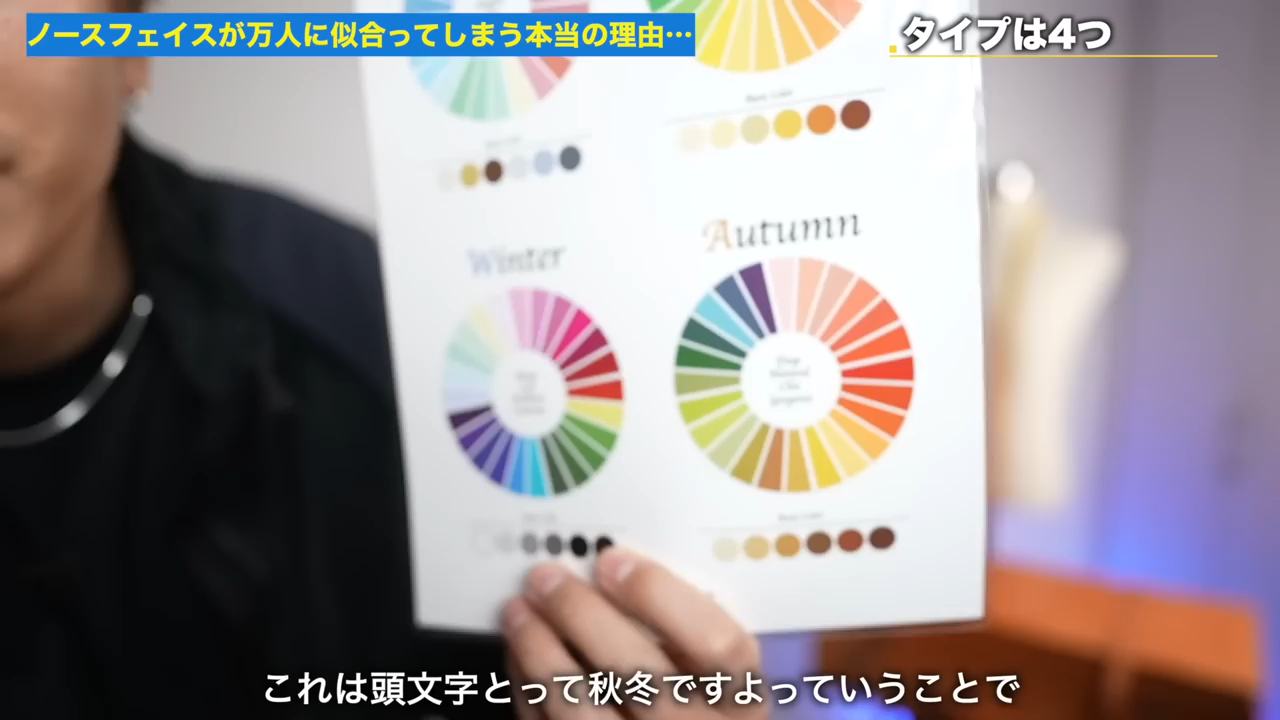 ノースフェイスが万人に似合ってしまう本当の理由…
タイプは4つ
Autumn
Winter
これは頭文字とって秋冬ですよっていうことで